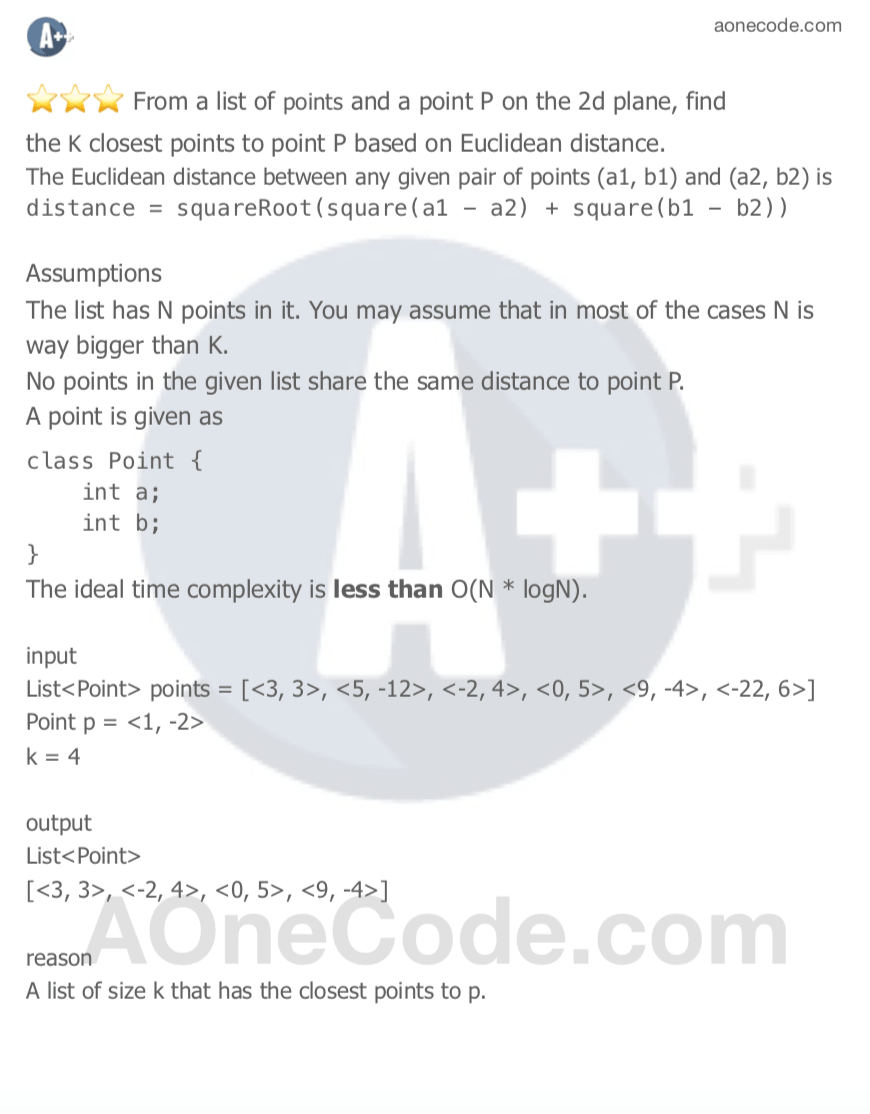 A++
aonecode.com
⭐⭐⭐ From a list of points and a point P on the 2d plane, find
the K closest points to point P based on Euclidean distance.
The Euclidean distance between any given pair of points (a1, b1) and (a2, b2) is
distance = squareRoot(square(a1 − a2) + square(b1 − b2))
Assumptions
The list has N points in it. You may assume that in most of the cases N is
way bigger than K.
No points in the given list share the same distance to point P.
A point is given as
class Point {
    int a;
    int b;
}
The ideal time complexity is less than O(N * logN).
input
List<Point> points = [<3, 3>, <5, -12>, <-2, 4>, <0, 5>, <9, -4>, <-22, 6>]
Point p = <1, -2>
k = 4
output
List<Point>
[<3, 3>, <-2, 4>, <0, 5>, <9, -4>]
AOneCode.com
reason
A list of size k that has the closest points to p.
A++